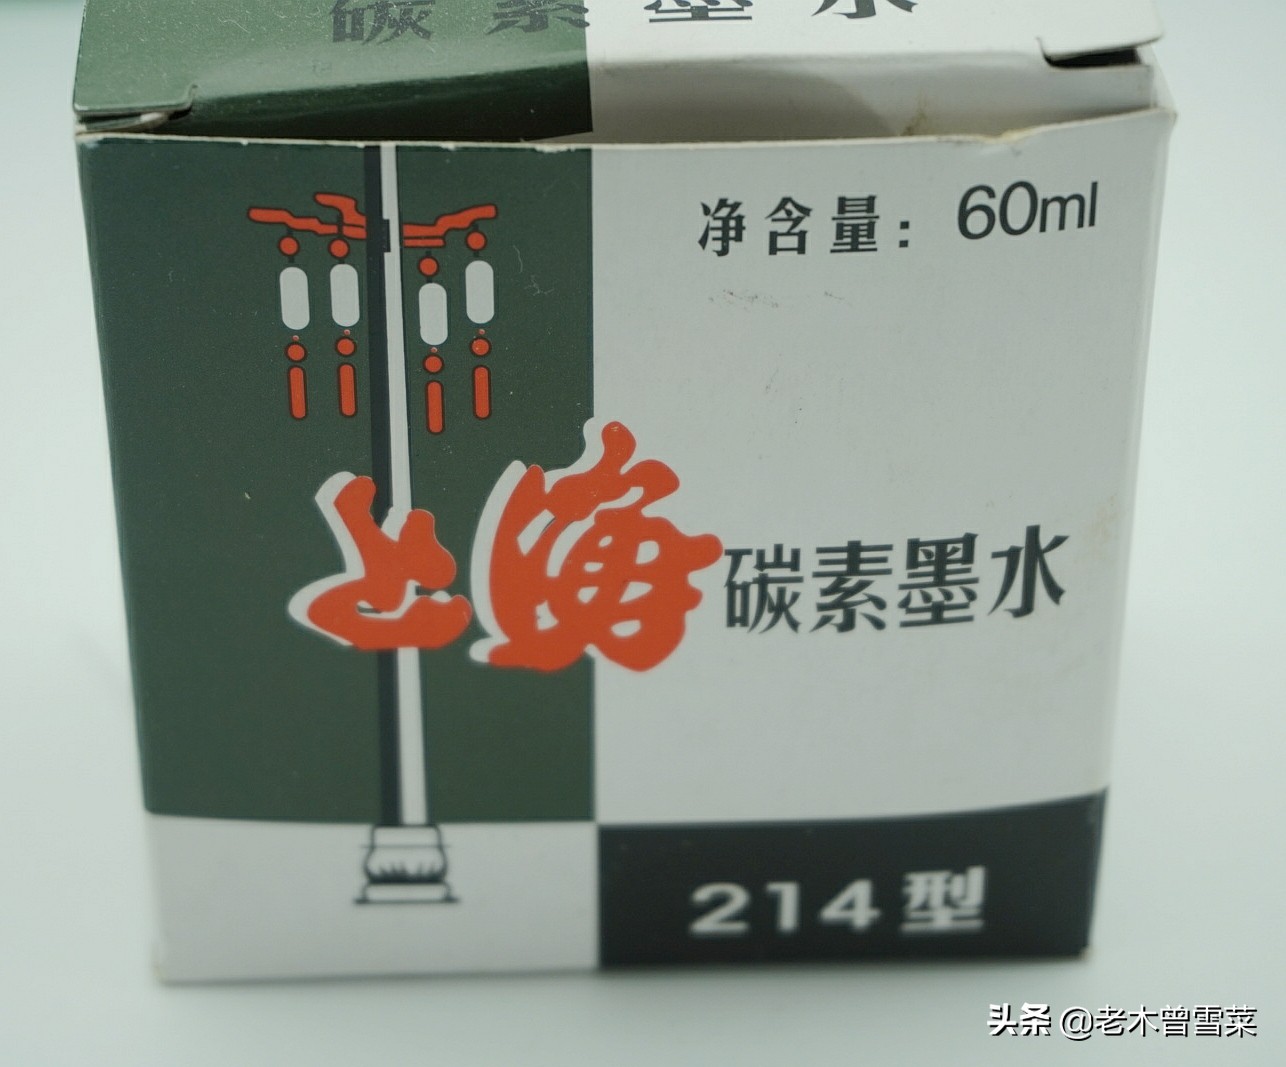 碳素墨水
净含量：60ml
上海碳素墨水
214型
头条 @老木曾雪菜